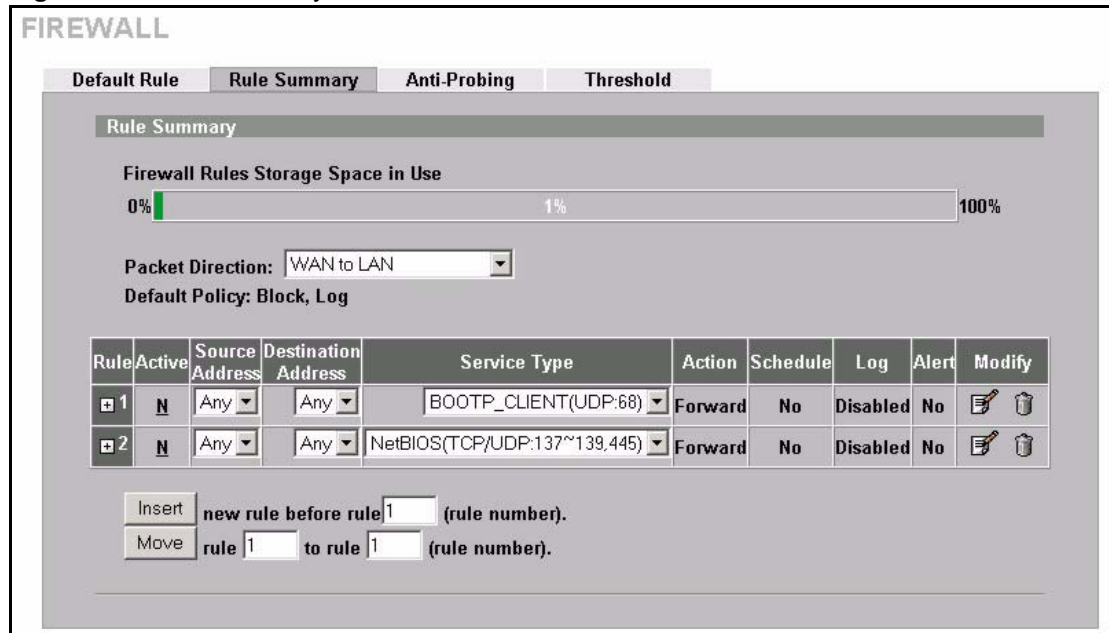 FIREWALL
Default Rule Rule Summary Anti-Probing Threshold
Rule Summary
Firewall Rules Storage Space in Use
0% 1% 100%
Packet Direction: WAN to LAN
Default Policy: Block, Log
Rule Active Source Address Destination Address Service Type Action Schedule Log Alert Modify
1 N Any Any BOOTP_CLIENT(UDP:68) Forward No Disabled No
2 N Any Any NetBIOS(TCP/UDP:137~139,445) Forward No Disabled No
Insert new rule before rule 1 (rule number).
Move rule 1 to rule 1 (rule number).